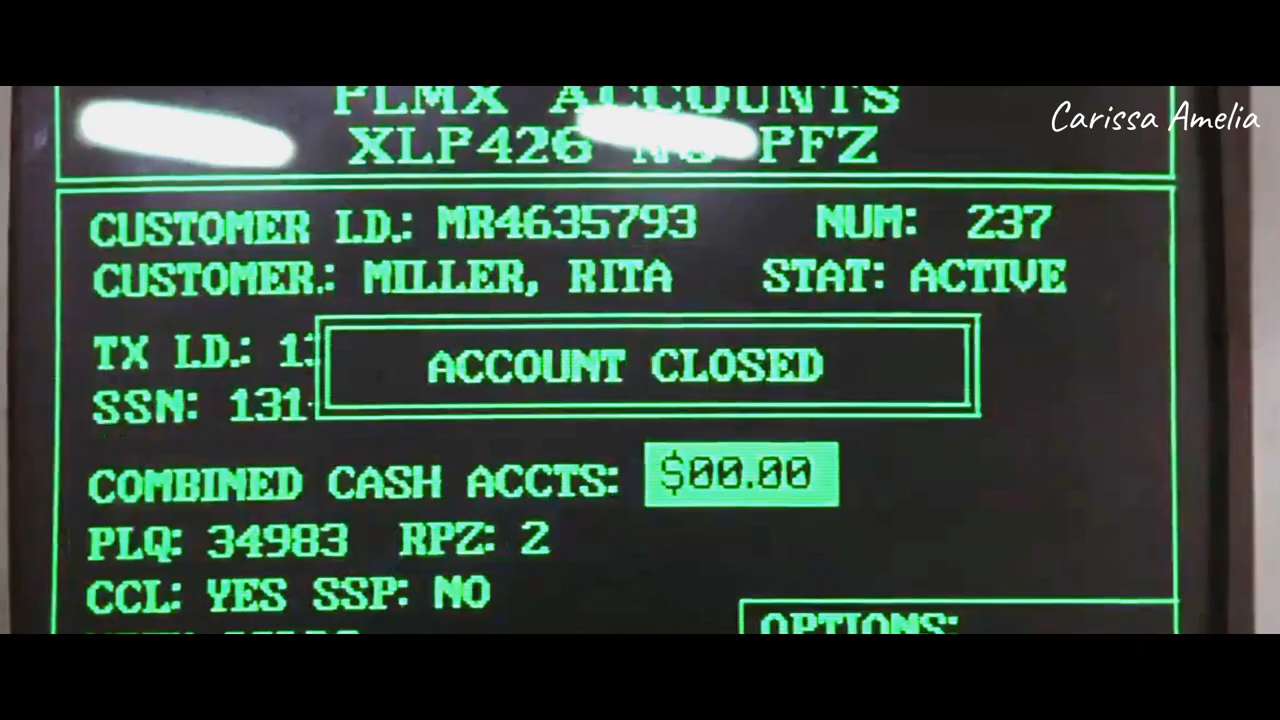 PLMX ACCOUNTS
Carissa Amelia
XLP426 PFZ
CUSTOMER I.D.: MR4635793 NUM: 237
CUSTOMER.: MILLER, RITA STAT: ACTIVE
TX I.D.:
ACCOUNT CLOSED
SSN: 131-
COMBINED CASH ACCTS: $00.00
PLQ: 34983 RPZ: 2
CCL: YES SSP: NO
OPTIONS: